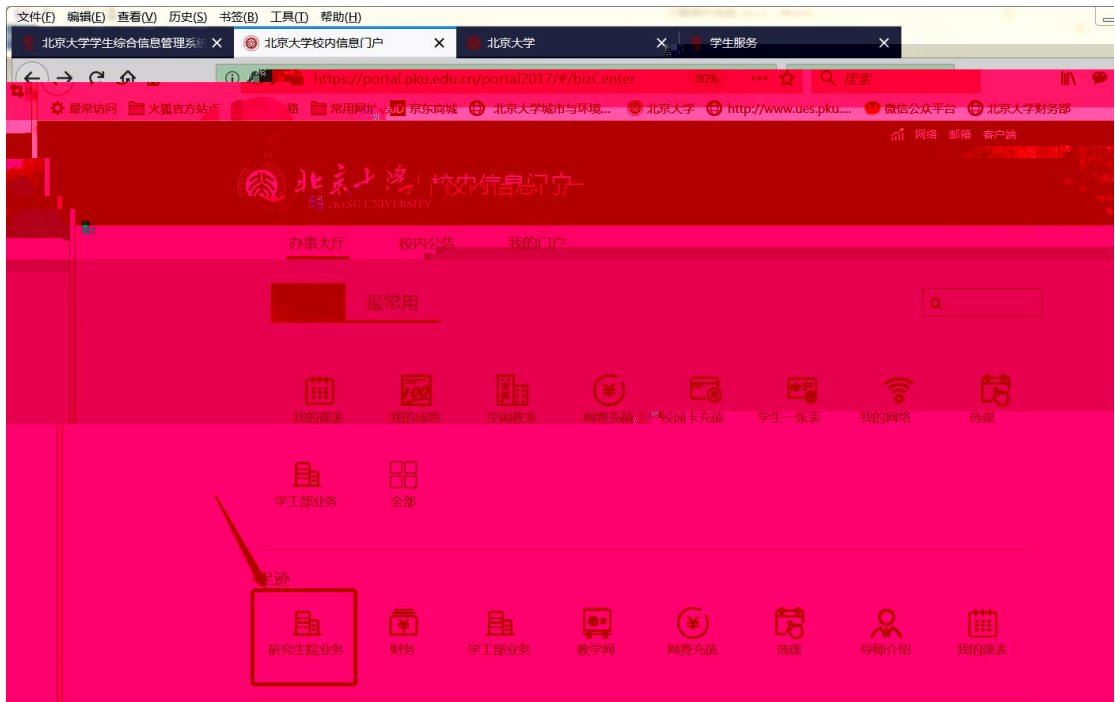 文件(F) 编辑(E) 查看(V) 历史(S) 书签(B) 工具(T) 帮助(H)
北京大学学生综合信息管理系统 北京大学校内信息门户 北京大学 学生服务
https://portal.pku.edu.cn/portal2017/#/bizCenter 80% 搜索
最常访问 火狐官方站点 常用网址 JD 京东商城 北京大学城市与环境... 北京大学 http://www.ues.pku.... 微信公众平台 北京大学财务部
网络 邮箱 客户端
北京大学 校内信息门户
PEKING UNIVERSITY
办事大厅 校内公告 我的门户
最常用
我的课表 我的成绩 空闲教室 网费充值 校园卡充值 学生一张表 我的网络 选课
学工部业务 全部
足迹
研究生院业务 财务 学工部业务 教学网 网费充值 选课 导师介绍 我的课表